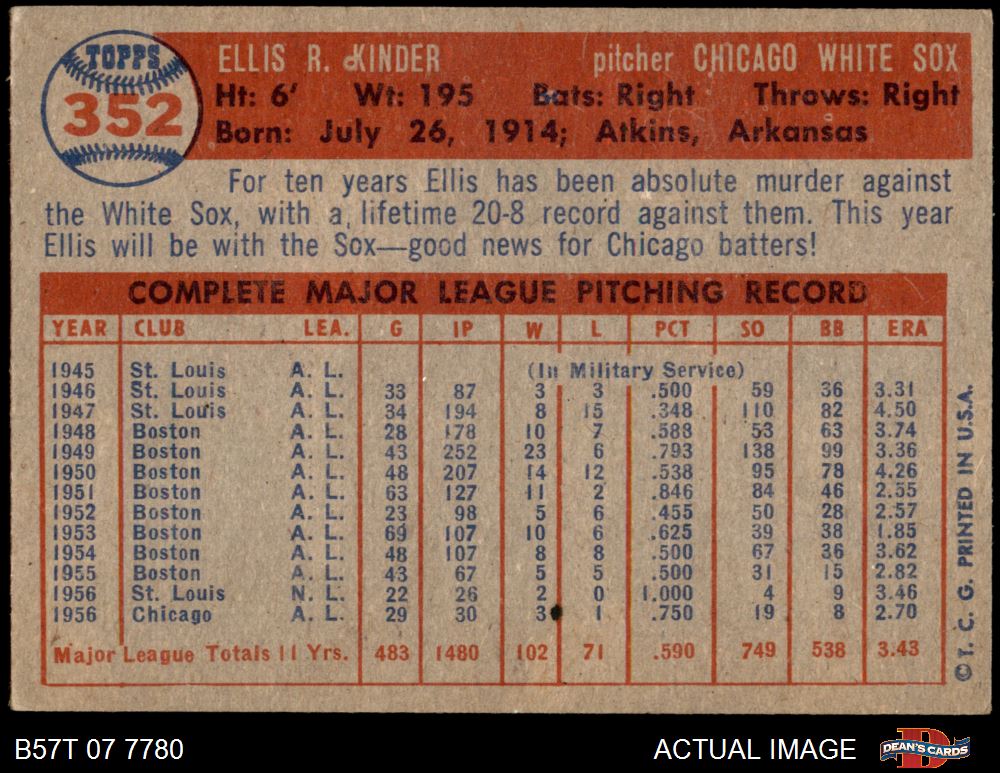 TOPPS
352
ELLIS R. KINDER pitcher CHICAGO WHITE SOX
Ht: 6' Wt: 195 Bats: Right Throws: Right
Born: July 26, 1914; Atkins, Arkansas
For ten years Ellis has been absolute murder against
the White Sox, with a lifetime 20-8 record against them. This year
Ellis will be with the Sox—good news for Chicago batters!
COMPLETE MAJOR LEAGUE PITCHING RECORD
YEAR CLUB LEA. G IP W L PCT SO BB ERA
1945 St. Louis A. L. (In Military Service)
1946 St. Louis A. L. 33 87 3 3 .500 59 36 3.31
1947 St. Louis A. L. 34 194 8 15 .348 110 82 4.50
1948 Boston A. L. 28 178 10 7 .588 53 63 3.74
1949 Boston A. L. 43 252 23 6 .793 138 99 3.36
1950 Boston A. L. 48 207 14 12 .538 95 78 4.26
1951 Boston A. L. 63 127 11 2 .846 84 46 2.55
1952 Boston A. L. 23 98 5 6 .455 50 28 2.57
1953 Boston A. L. 69 107 10 6 .625 39 38 1.85
1954 Boston A. L. 48 107 8 8 .500 67 36 3.62
1955 Boston A. L. 43 67 5 5 .500 31 15 2.82
1956 St. Louis N. L. 22 26 2 0 1.000 4 9 3.46
1956 Chicago A. L. 29 30 3 1 .750 19 8 2.70
Major League Totals 11 Yrs. 483 1480 102 71 .590 749 538 3.43
© T. C. G. PRINTED IN U.S.A.
B57T 07 7780 ACTUAL IMAGE
DEAN'S CARDS